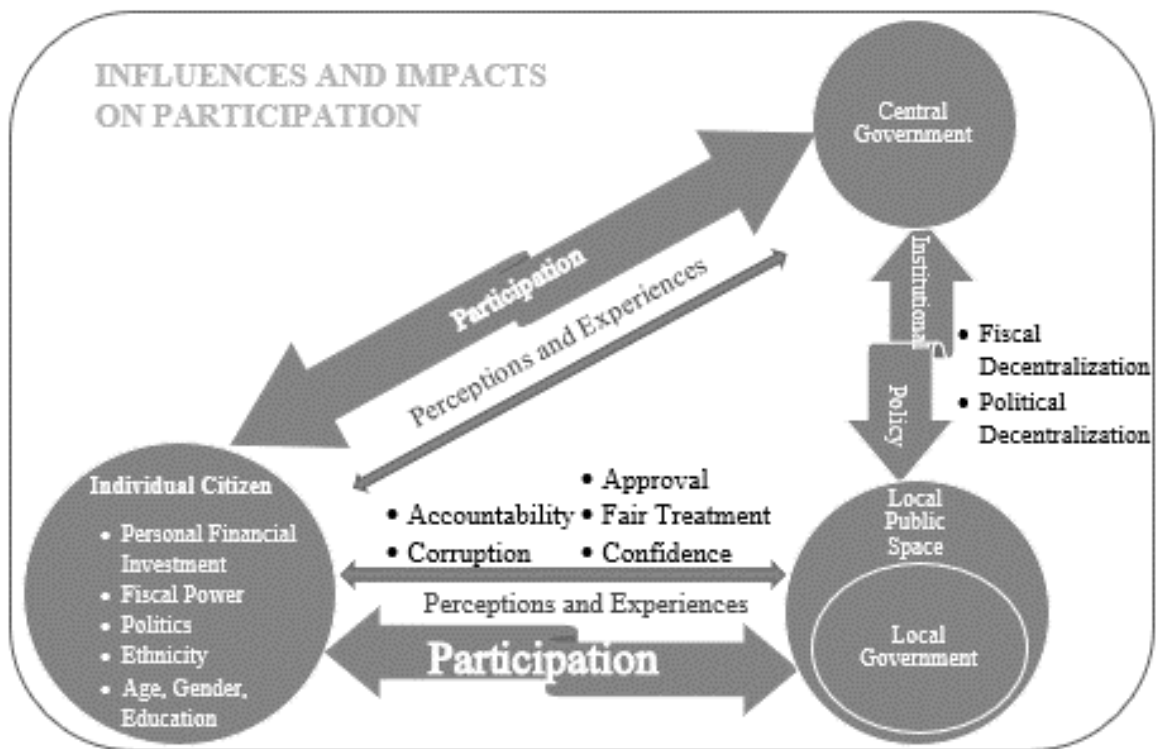 INFLUENCES AND IMPACTS
ON PARTICIPATION
Central
Government
Participation
Perceptions and Experiences
Institutional
Policy
• Fiscal
Decentralization
• Political
Decentralization
Individual Citizen
• Personal Financial
Investment
• Fiscal Power
• Politics
• Ethnicity
• Age, Gender,
Education
• Accountability
• Corruption
• Approval
• Fair Treatment
• Confidence
Perceptions and Experiences
Participation
Local
Public
Space
Local
Government